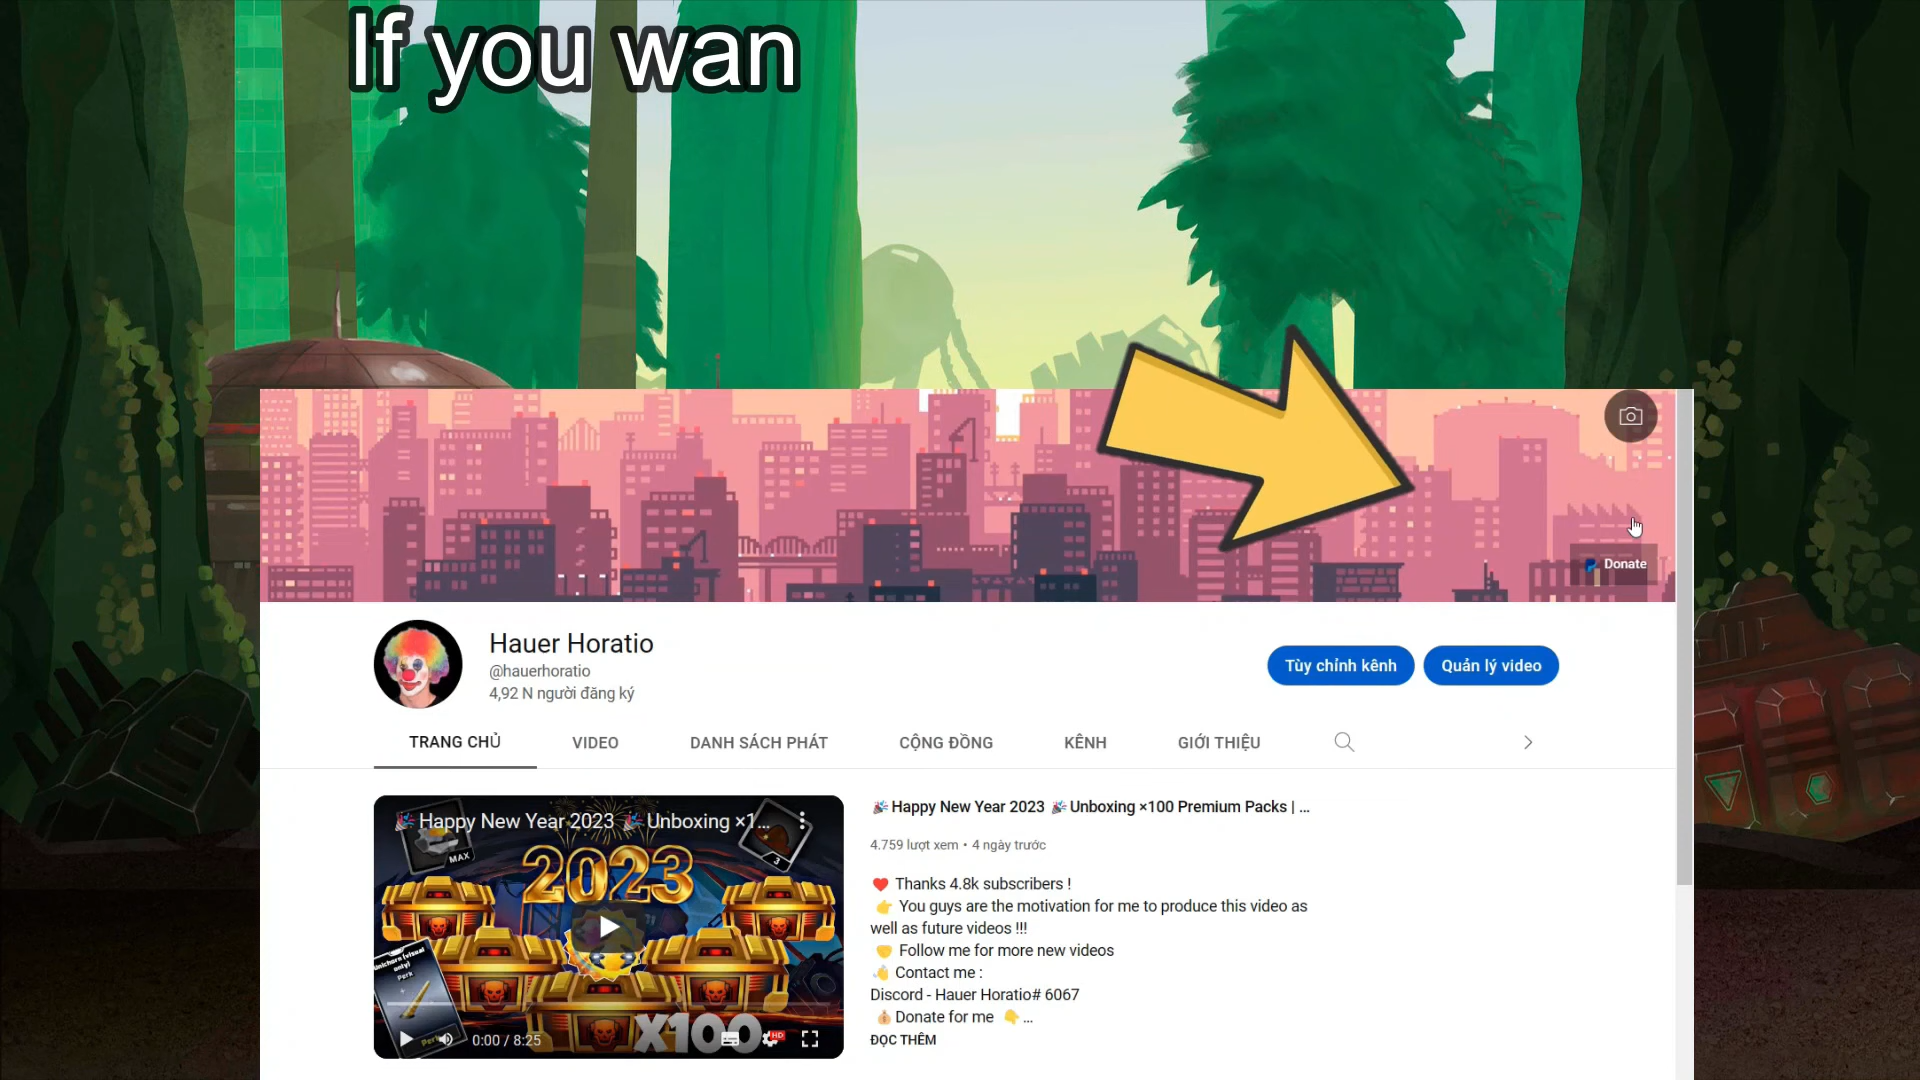 If you wan
Donate
Hauer Horatio
@hauerhoratio
4,92 N người đăng ký
Tùy chỉnh kênh
Quản lý video
TRANG CHỦ
VIDEO
DANH SÁCH PHÁT
CỘNG ĐỒNG
KÊNH
GIỚI THIỆU
🎉Happy New Year 2023 🎉Unboxing ×1...
MAX
3
2023
Unichorn (visual
only)
Perk
X100
HD
0:00 / 8:25
🎉Happy New Year 2023 🎉Unboxing ×100 Premium Packs | ...
4.759 lượt xem • 4 ngày trước
❤️ Thanks 4.8k subscribers !
👉 You guys are the motivation for me to produce this video as
well as future videos !!!
🤝 Follow me for more new videos
👋 Contact me :
Discord - Hauer Horatio# 6067
💰 Donate for me 👇 ...
ĐỌC THÊM